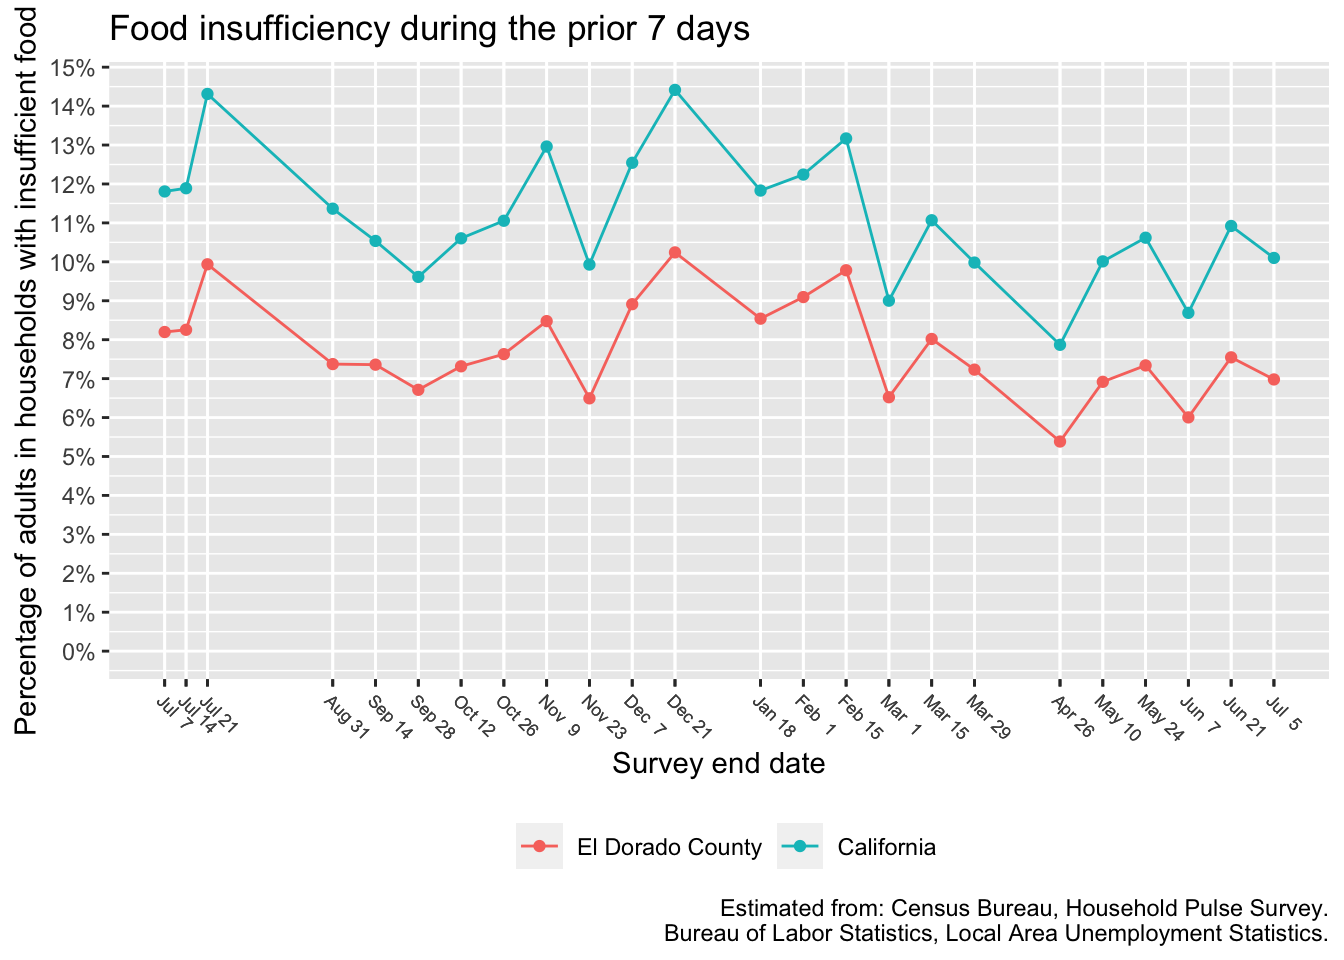 Food insufficiency during the prior 7 days
Percentage of adults in households with insufficient food
15%
14%
13%
12%
11%
10%
9%
8%
7%
6%
5%
4%
3%
2%
1%
0%
Jul 7
Jul 14
Jul 21
Aug 31
Sep 14
Sep 28
Oct 12
Oct 26
Nov 9
Nov 23
Dec 7
Dec 21
Jan 18
Feb 1
Feb 15
Mar 1
Mar 15
Mar 29
Apr 26
May 10
May 24
Jun 7
Jun 21
Jul 5
Survey end date
El Dorado County
California
Estimated from: Census Bureau, Household Pulse Survey.
Bureau of Labor Statistics, Local Area Unemployment Statistics.